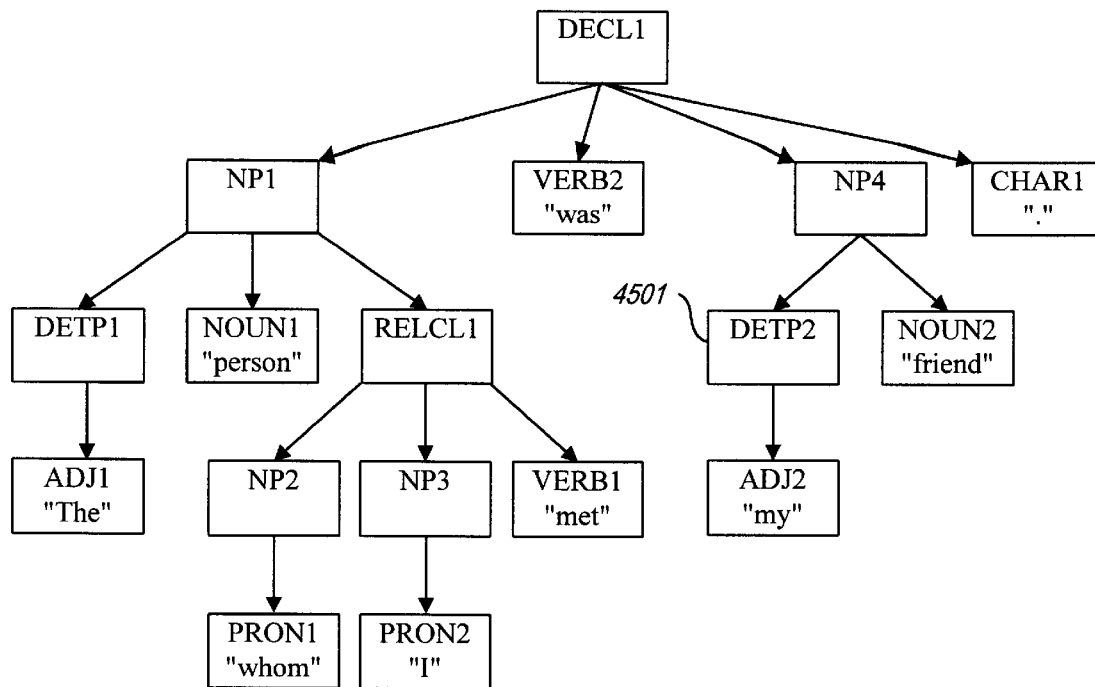 DECL1
NP1
VERB2
"was"
NP4
CHAR1
"."
4501
DETP1
NOUN1
"person"
RELCL1
DETP2
NOUN2
"friend"
ADJ1
"The"
NP2
NP3
VERB1
"met"
ADJ2
"my"
PRON1
"whom"
PRON2
"I"